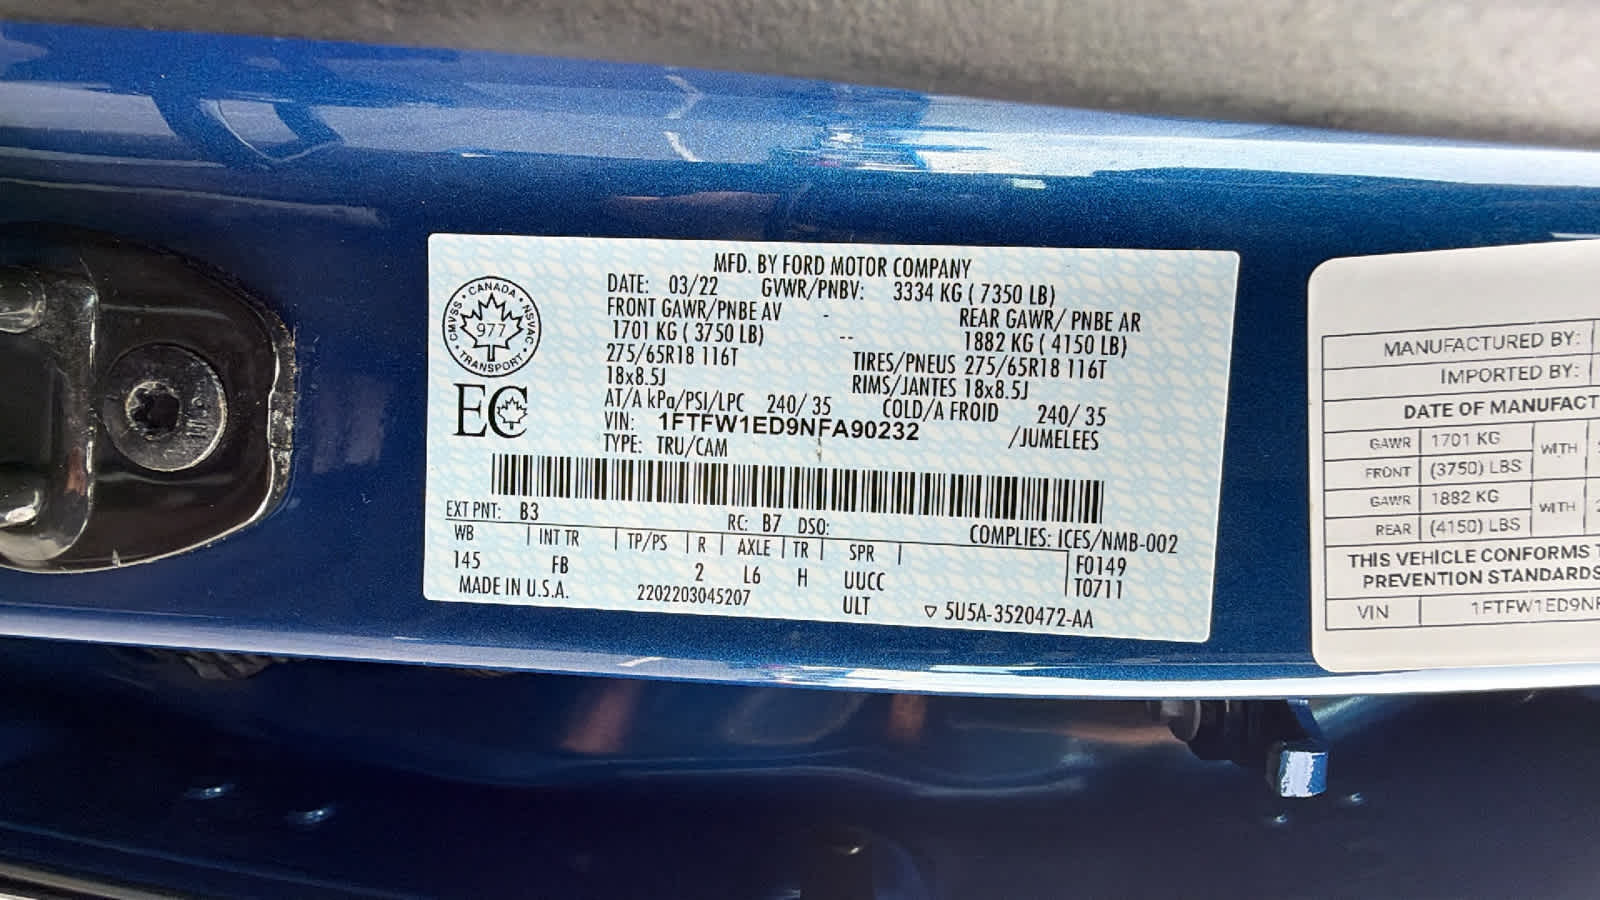 MFD. BY FORD MOTOR COMPANY
DATE: 03/22 GVWR/PNBV: 3334 KG ( 7350 LB)
FRONT GAWR/PNBE AV - REAR GAWR/ PNBE AR
1701 KG ( 3750 LB) -- 1882 KG ( 4150 LB)
275/65R18 116T TIRES/PNEUS 275/65R18 116T
18x8.5J RIMS/JANTES 18x8.5J
AT/A kPa/PSI/LPC 240/ 35 COLD/A FROID 240/ 35
VIN: 1FTFW1ED9NFA90232 /JUMELEES
TYPE: TRU/CAM
CANADA
CMVSS 977 NSVAC
TRANSPORT
EC
EXT PNT: B3 RC: B7 DSO: COMPLIES: ICES/NMB-002
WB INT TR TP/PS R AXLE TR SPR F0149
145 FB 2 L6 H UUCC T0711
MADE IN U.S.A. 2202203045207 ULT ▽ 5U5A-3520472-AA
MANUFACTURED BY:
IMPORTED BY:
DATE OF MANUFACT
GAWR 1701 KG WITH
FRONT (3750) LBS
GAWR 1882 KG WITH
REAR (4150) LBS
THIS VEHICLE CONFORMS
PREVENTION STANDARDS
VIN 1FTFW1ED9NF